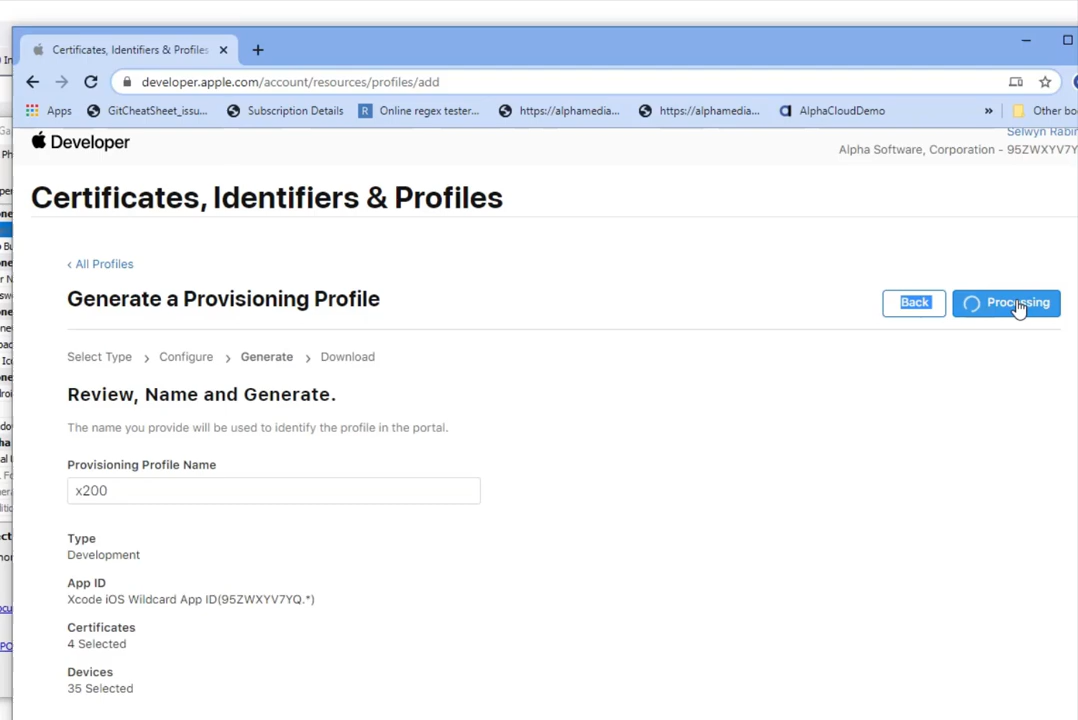 Certificates, Identifiers & Profiles
developer.apple.com/account/resources/profiles/add
Apps GitCheatSheet_issu... Subscription Details Online regex tester... https://alphamedia... https://alphamedia... AlphaCloudDemo » Other bo
Developer
Selwyn Rabin
Alpha Software, Corporation - 95ZWXYV7Y
Certificates, Identifiers & Profiles
‹ All Profiles
Generate a Provisioning Profile
Back Processing
Select Type › Configure › Generate › Download
Review, Name and Generate.
The name you provide will be used to identify the profile in the portal.
Provisioning Profile Name
x200
Type
Development
App ID
Xcode iOS Wildcard App ID(95ZWXYV7YQ.*)
Certificates
4 Selected
Devices
35 Selected